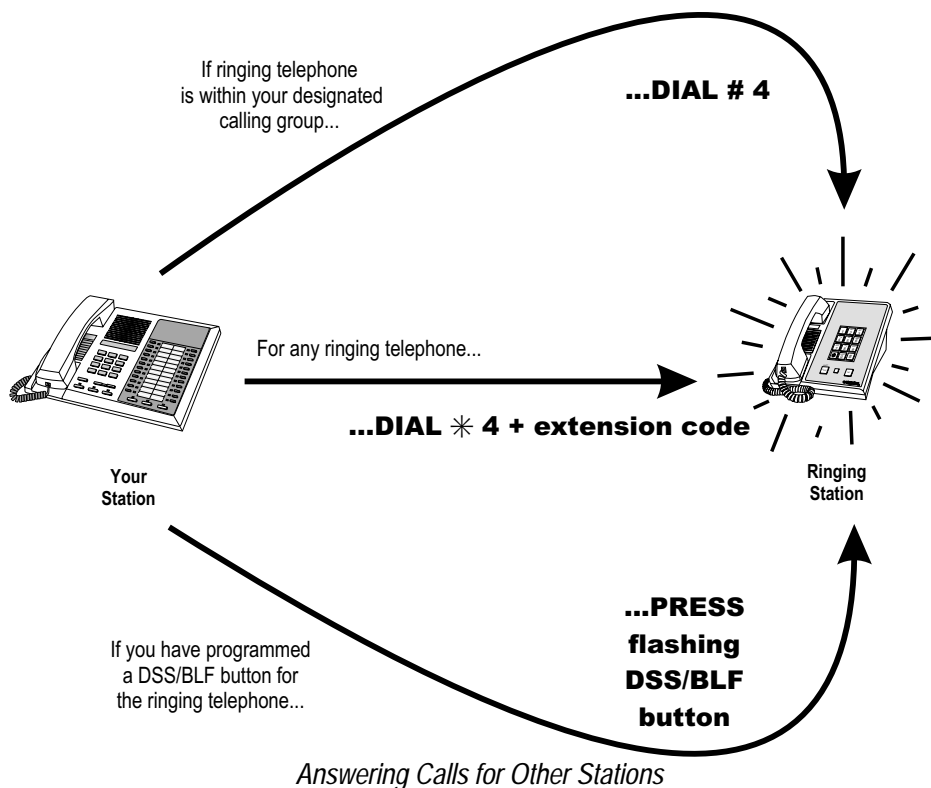 If ringing telephone
is within your designated
calling group...
...DIAL # 4
For any ringing telephone...
...DIAL ✳ 4 + extension code
Your
Station
Ringing
Station
If you have programmed
a DSS/BLF button for
the ringing telephone...
...PRESS
flashing
DSS/BLF
button
Answering Calls for Other Stations